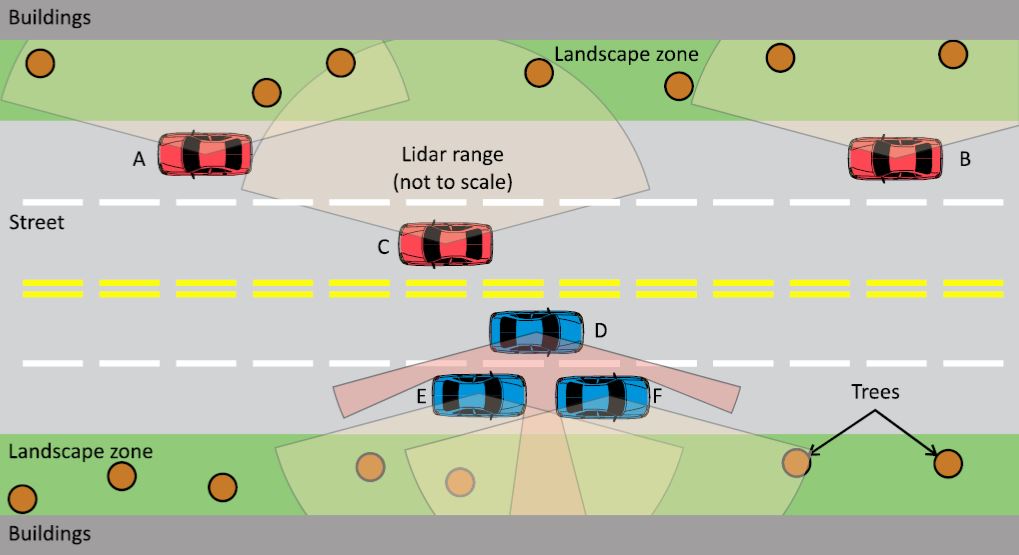 Buildings
Landscape zone
A
B
Lidar range
(not to scale)
Street
C
D
E
F
Trees
Landscape zone
Buildings